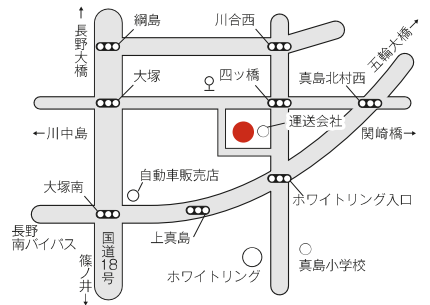 長野大橋
綱島
川合西
五輪大橋
大塚
四ツ橋
真島北村西
運送会社
←川中島
関崎橋→
自動車販売店
大塚南
ホワイトリング入口
長野
南バイパス
国道18号
上真島
篠ノ井
ホワイトリング
真島小学校